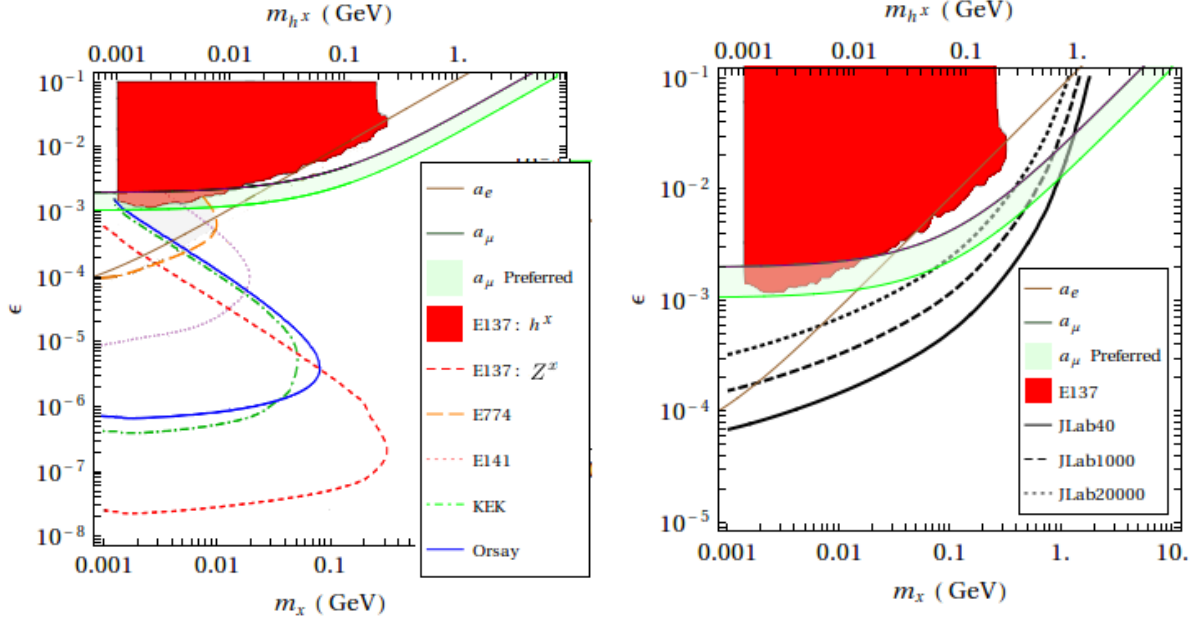 m_{h^x} (GeV)
0.001 0.01 0.1 1.
10^{-1}
10^{-2}
10^{-3}
10^{-4}
10^{-5}
10^{-6}
10^{-7}
10^{-8}
ϵ
a_e
a_μ
a_μ Preferred
E137: h^x
E137: Z^x
E774
E141
KEK
Orsay
0.001 0.01 0.1
m_x (GeV)
m_{h^x} (GeV)
0.001 0.01 0.1 1.
10^{-1}
10^{-2}
10^{-3}
10^{-4}
10^{-5}
ϵ
a_e
a_μ
a_μ Preferred
E137
JLab40
JLab1000
JLab20000
0.001 0.01 0.1 1. 10.
m_x (GeV)